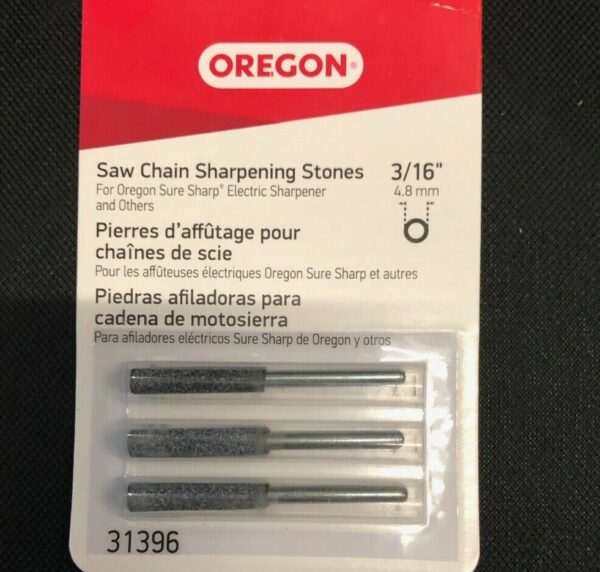 OREGON®
Saw Chain Sharpening Stones 3/16"
For Oregon Sure Sharp® Electric Sharpener 4.8 mm
and Others
Pierres d'affûtage pour
chaînes de scie
Pour les affûteuses électriques Oregon Sure Sharp et autres
Piedras afiladoras para
cadena de motosierra
Para afiladores eléctricos Sure Sharp de Oregon y otros
31396